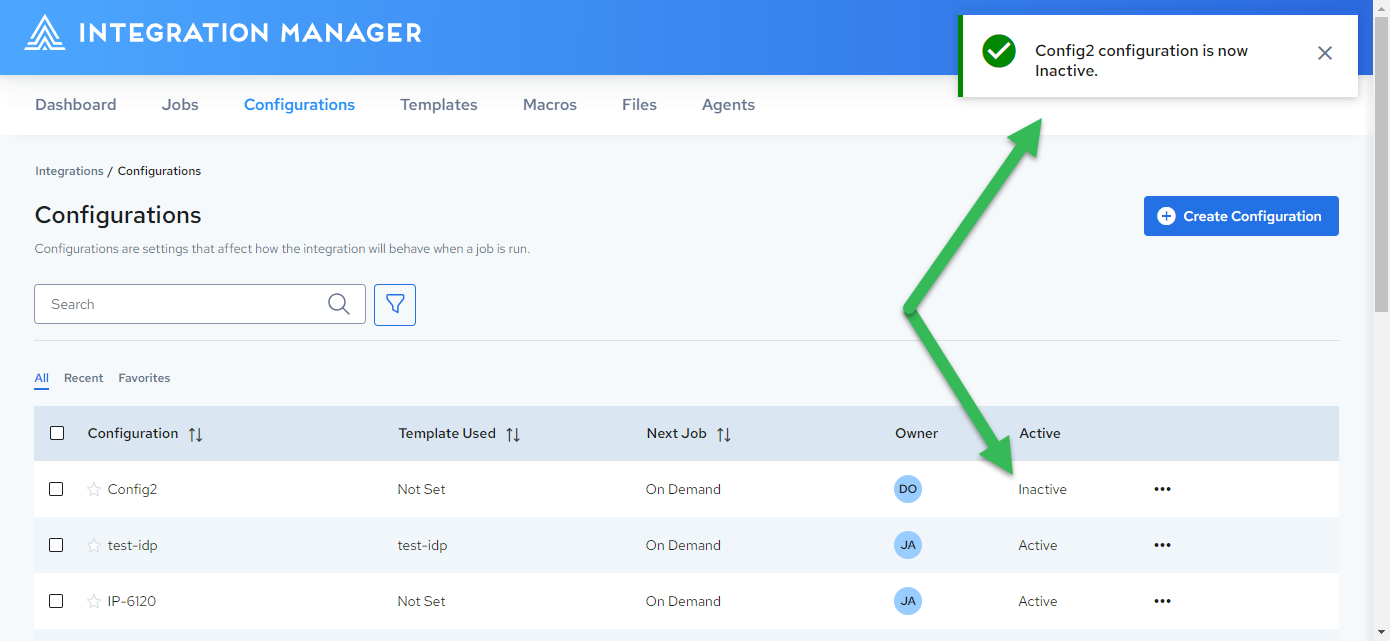 INTEGRATION MANAGER
Config2 configuration is now
Inactive.
Dashboard Jobs Configurations Templates Macros Files Agents
Integrations / Configurations
Configurations
Create Configuration
Configurations are settings that affect how the integration will behave when a job is run.
Search
All Recent Favorites
Configuration Template Used Next Job Owner Active
Config2 Not Set On Demand DO Inactive
test-idp test-idp On Demand JA Active
IP-6120 Not Set On Demand JA Active